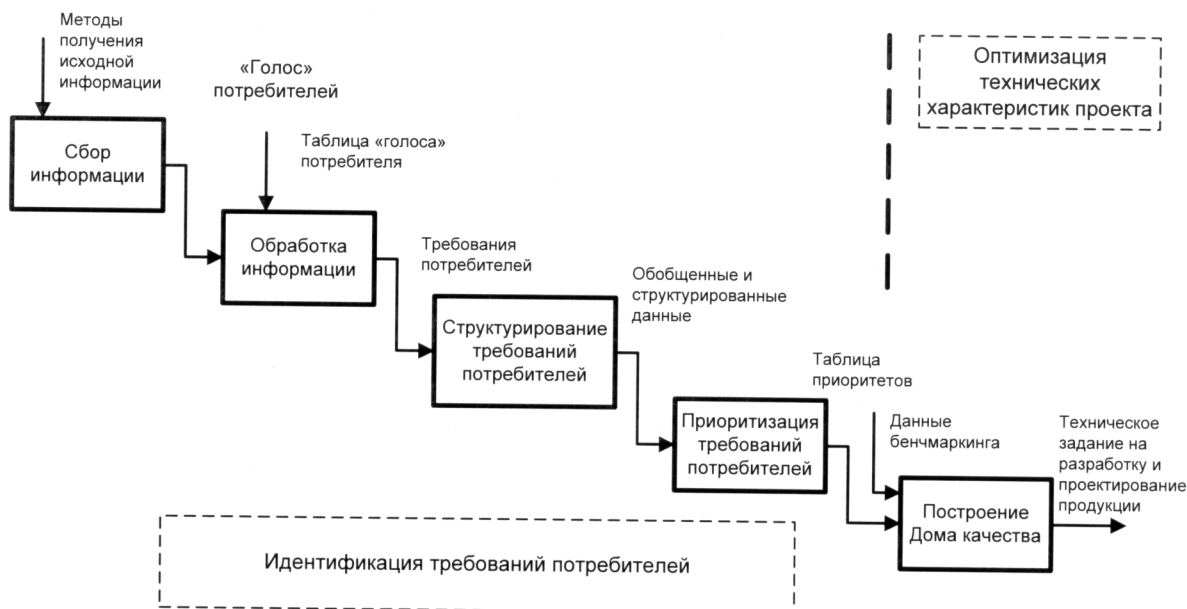 Методы
получения
исходной
информации
«Голос»
потребителей
Оптимизация
технических
характеристик проекта
Сбор
информации
Таблица «голоса»
потребителя
Обработка
информации
Требования
потребителей
Обобщенные и
структурированные
данные
Структурирование
требований
потребителей
Таблица
приоритетов
Приоритизация
требований
потребителей
Данные
бенчмаркинга
Техническое
задание на
разработку и
проектирование
продукции
Построение
Дома качества
Идентификация требований потребителей